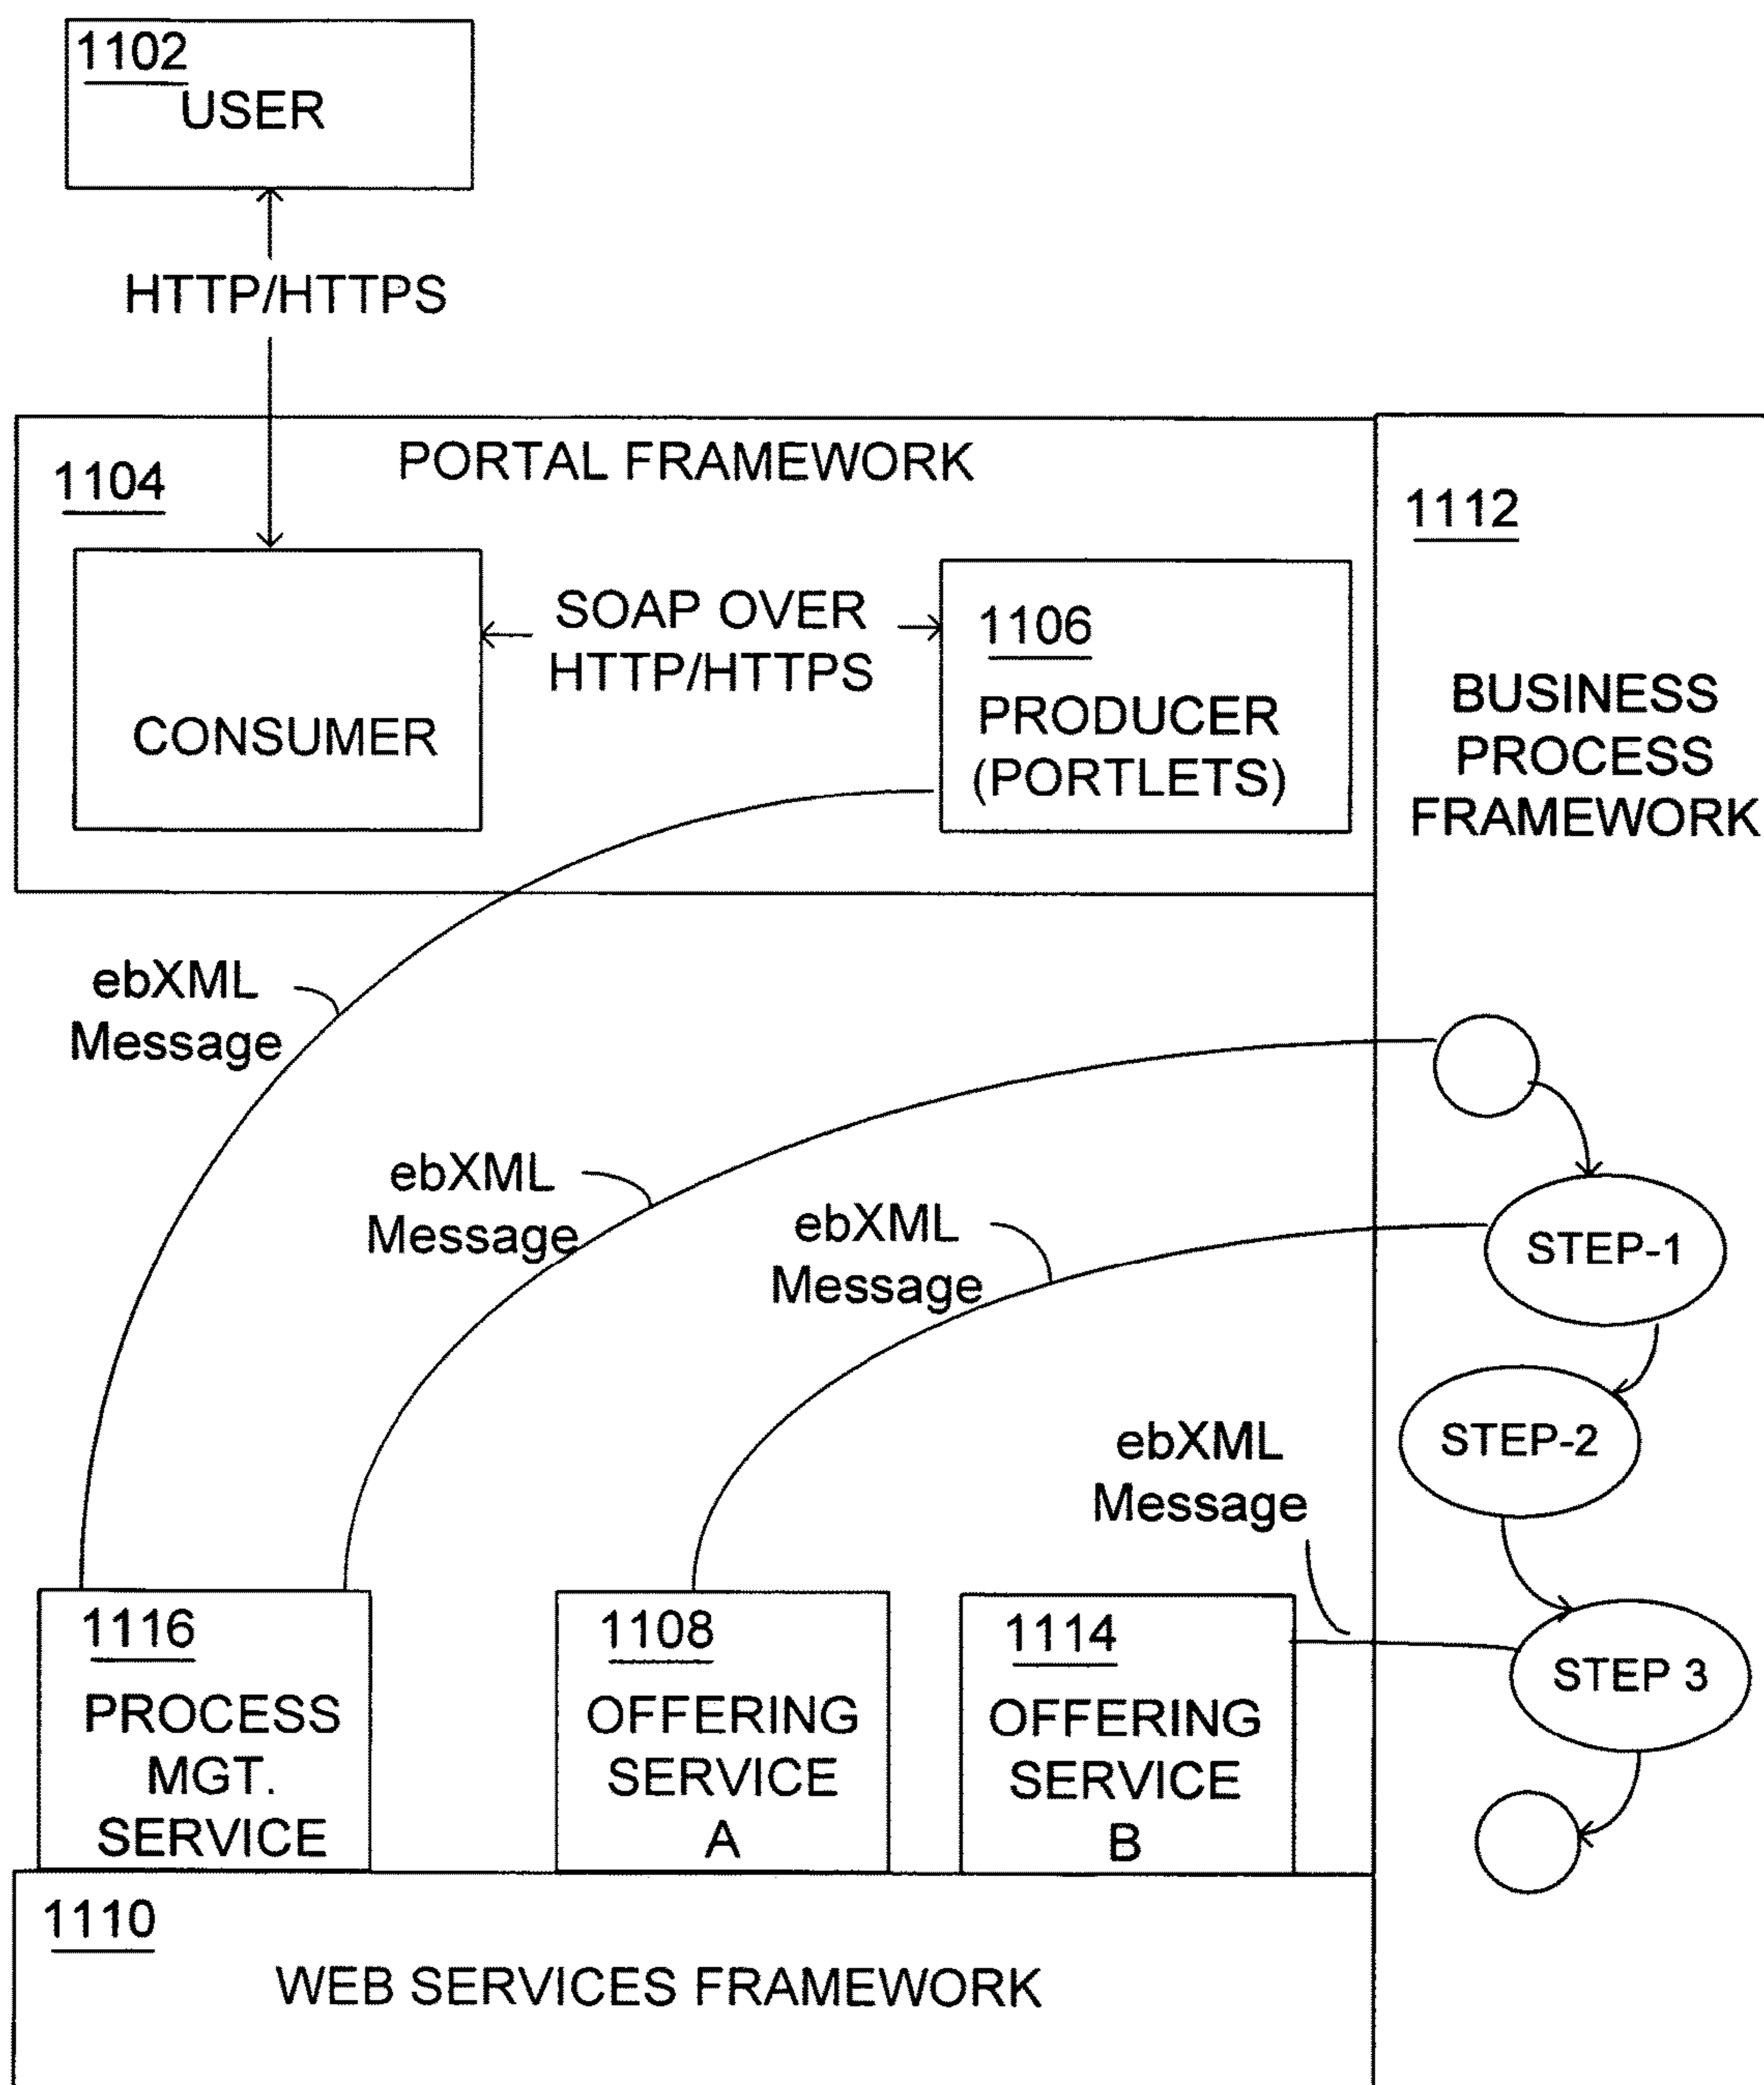 1102
USER
HTTP/HTTPS
PORTAL FRAMEWORK
1104
CONSUMER
SOAP OVER
HTTP/HTTPS
1106
PRODUCER
(PORTLETS)
1112
BUSINESS
PROCESS
FRAMEWORK
ebXML
Message
ebXML
Message
ebXML
Message
ebXML
Message
STEP-1
STEP-2
STEP 3
1116
PROCESS
MGT.
SERVICE
1108
OFFERING
SERVICE
A
1114
OFFERING
SERVICE
B
1110
WEB SERVICES FRAMEWORK